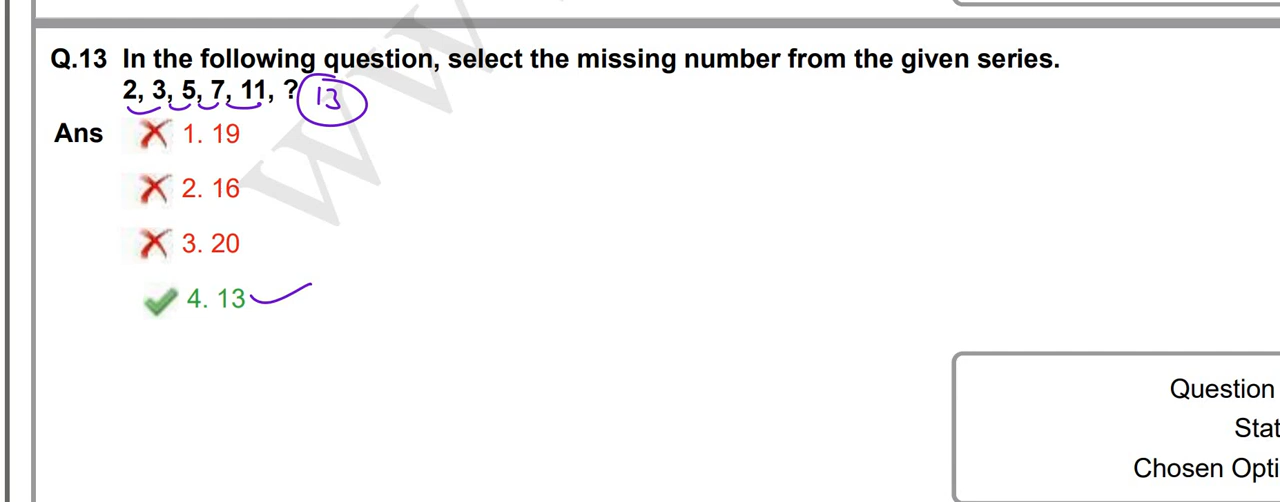 Q.13 In the following question, select the missing number from the given series.
2, 3, 5, 7, 11, ? 13
Ans 1. 19
2. 16
3. 20
4. 13
Question
Stat
Chosen Opti
WW